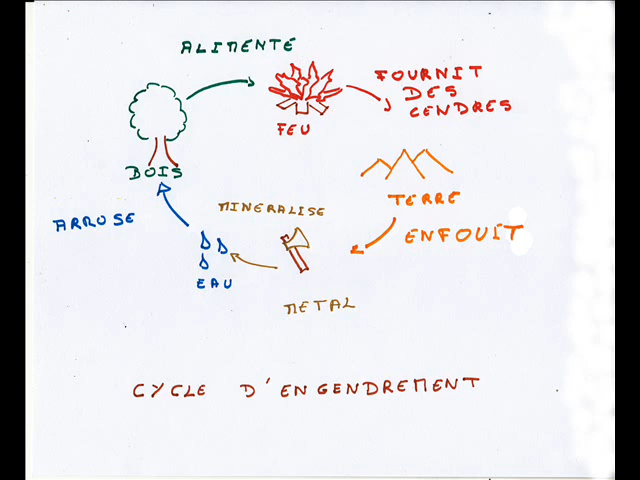 ALIMENTE
FOURNIT
DES
CENDRES
FEU
BOIS
TERRE
MINERALISE
ARROSE
ENFOUIT
EAU
METAL
CYCLE D'ENGENDREMENT